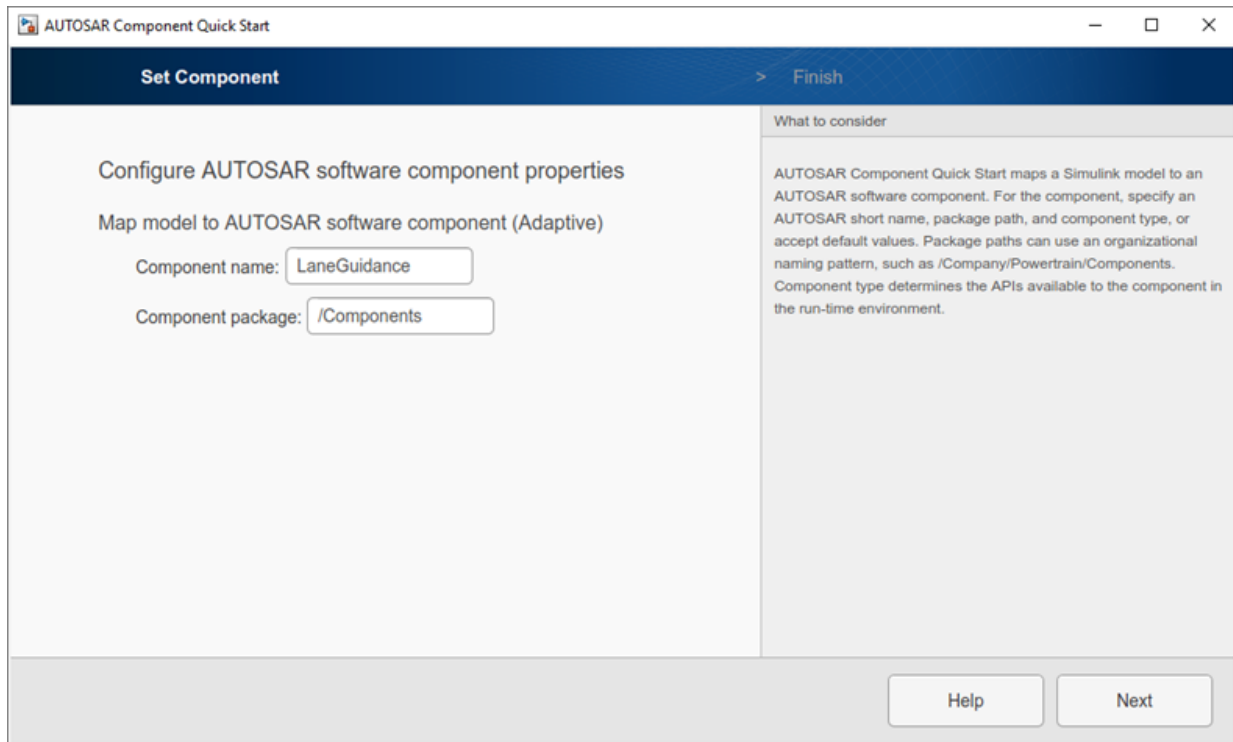 AUTOSAR Component Quick Start
Set Component > Finish
Configure AUTOSAR software component properties
Map model to AUTOSAR software component (Adaptive)
Component name: LaneGuidance
Component package: /Components
What to consider
AUTOSAR Component Quick Start maps a Simulink model to an
AUTOSAR software component. For the component, specify an
AUTOSAR short name, package path, and component type, or
accept default values. Package paths can use an organizational
naming pattern, such as /Company/Powertrain/Components.
Component type determines the APIs available to the component in
the run-time environment.
Help Next